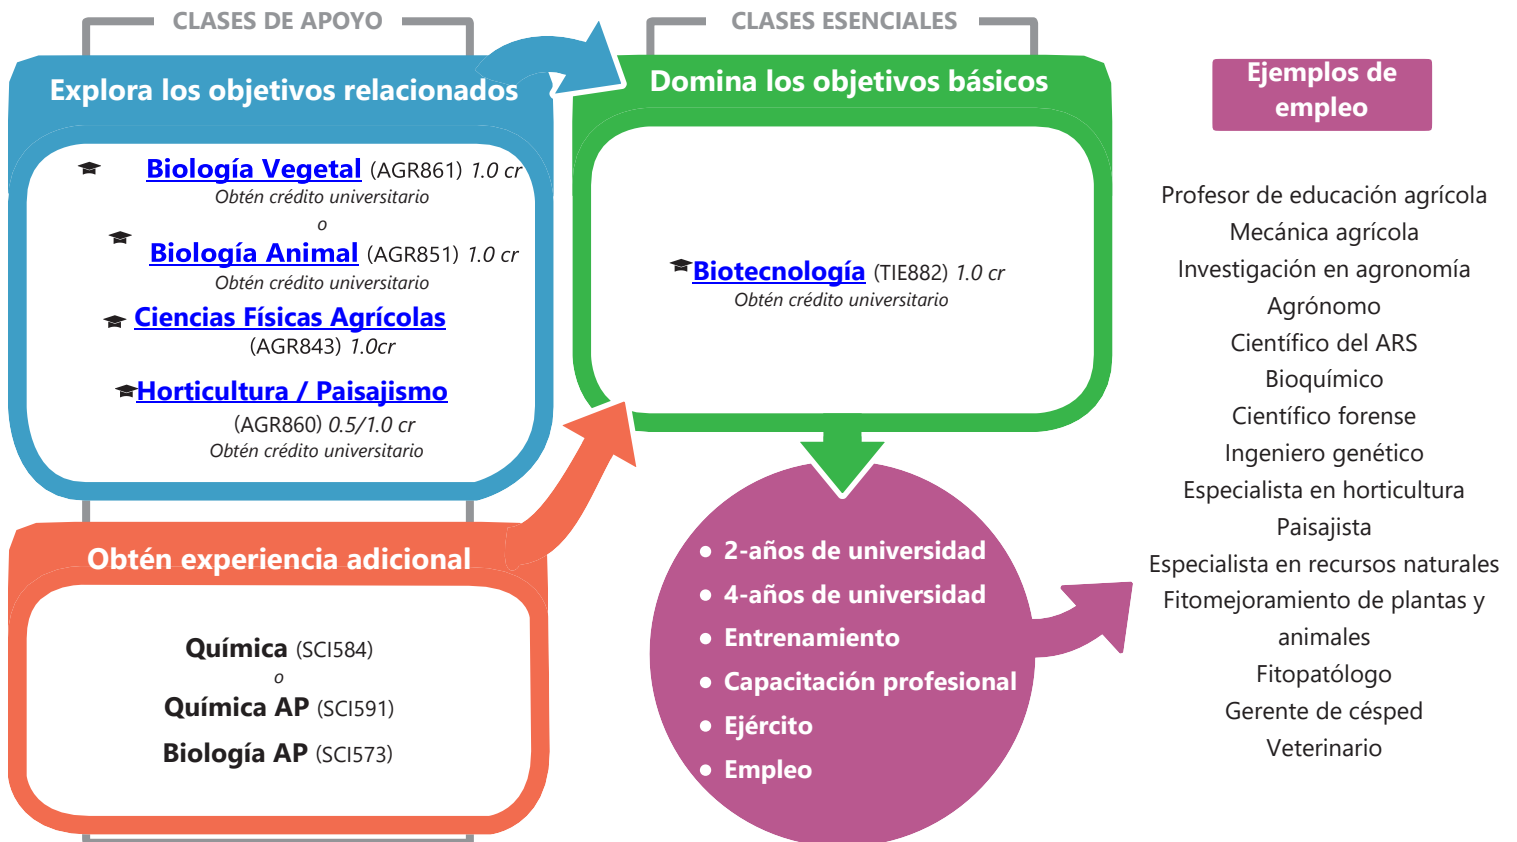 CLASES DE APOYO
Explora los objetivos relacionados
Biología Vegetal (AGR861) 1.0 cr
Obtén crédito universitario
o
Biología Animal (AGR851) 1.0 cr
Obtén crédito universitario
Ciencias Físicas Agrícolas
(AGR843) 1.0cr
Horticultura / Paisajismo
(AGR860) 0.5/1.0 cr
Obtén crédito universitario
Obtén experiencia adicional
Química (SCI584)
o
Química AP (SCI591)
Biología AP (SCI573)
CLASES ESENCIALES
Domina los objetivos básicos
Biotecnología (TIE882) 1.0 cr
Obtén crédito universitario
• 2-años de universidad
• 4-años de universidad
• Entrenamiento
• Capacitación profesional
• Ejército
• Empleo
Ejemplos de
empleo
Profesor de educación agrícola
Mecánica agrícola
Investigación en agronomía
Agrónomo
Científico del ARS
Bioquímico
Científico forense
Ingeniero genético
Especialista en horticultura
Paisajista
Especialista en recursos naturales
Fitomejoramiento de plantas y
animales
Fitopatólogo
Gerente de césped
Veterinario